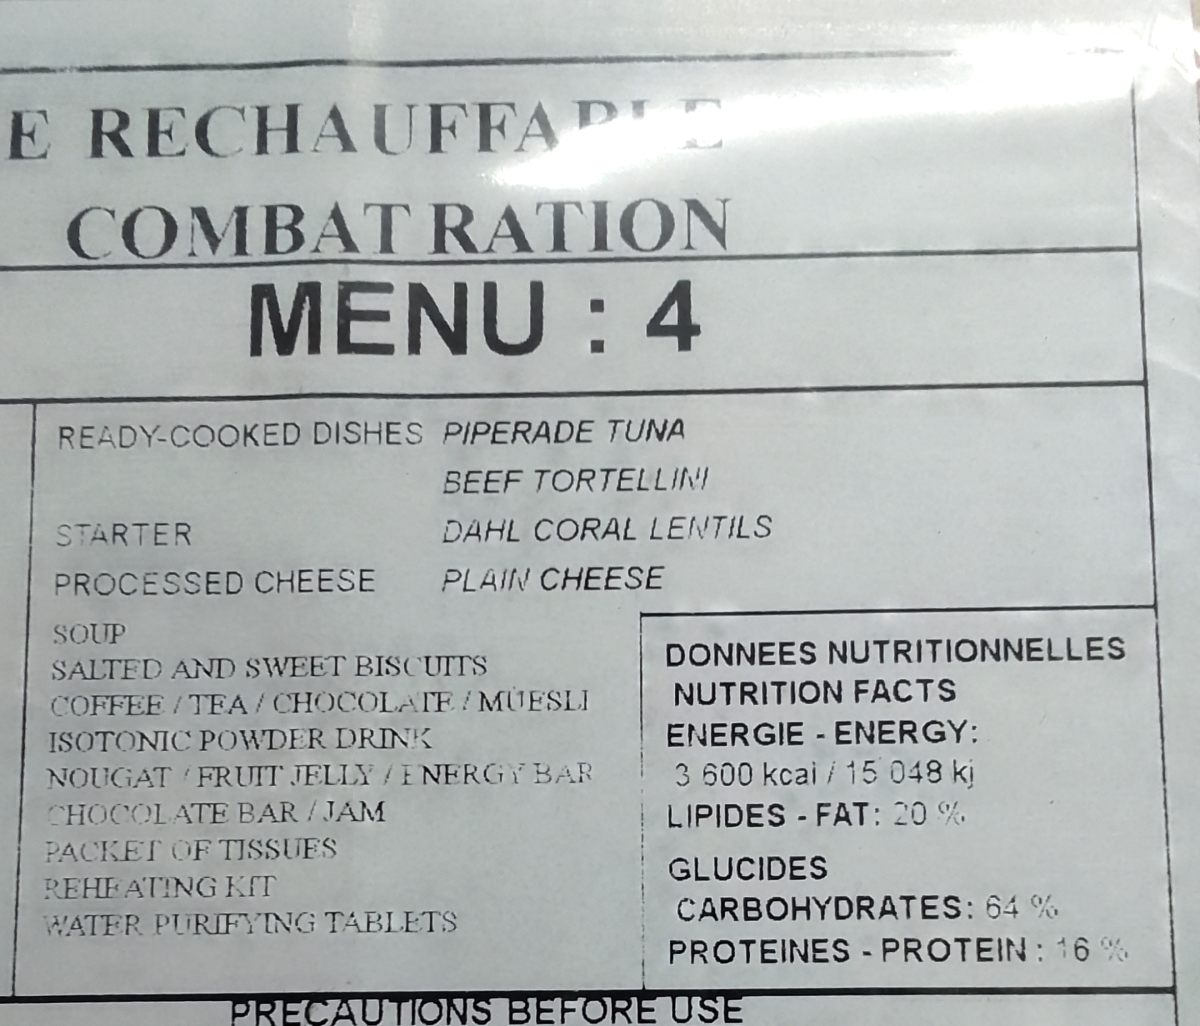 E RECHAUFFABLE
COMBAT RATION
MENU : 4
READY-COOKED DISHES PIPERADE TUNA
BEEF TORTELLINI
STARTER DAHL CORAL LENTILS
PROCESSED CHEESE PLAIN CHEESE
SOUP
SALTED AND SWEET BISCUITS
COFFEE / TEA / CHOCOLATE / MUESLI
ISOTONIC POWDER DRINK
NOUGAT / FRUIT JELLY / ENERGY BAR
CHOCOLATE BAR / JAM
PACKET OF TISSUES
REHEATING KIT
WATER PURIFYING TABLETS
DONNEES NUTRITIONNELLES
NUTRITION FACTS
ENERGIE - ENERGY:
3 600 kcal / 15 048 kj
LIPIDES - FAT: 20 %
GLUCIDES
CARBOHYDRATES: 64 %
PROTEINES - PROTEIN : 16 %
PRECAUTIONS BEFORE USE